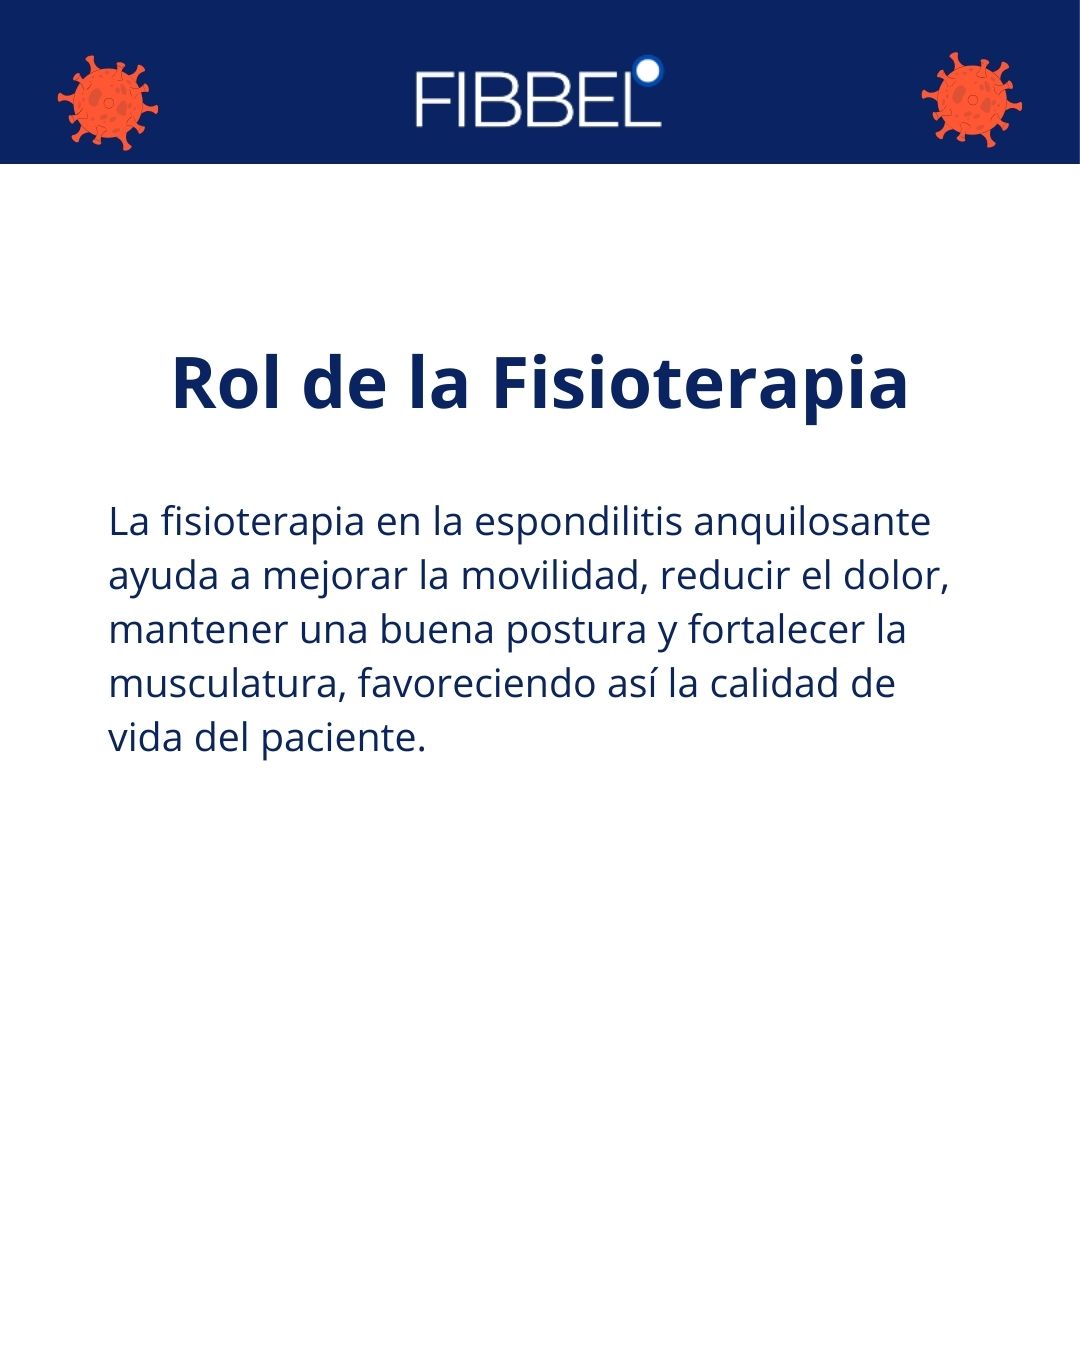 FIBBEL
Rol de la Fisioterapia
La fisioterapia en la espondilitis anquilosante
ayuda a mejorar la movilidad, reducir el dolor,
mantener una buena postura y fortalecer la
musculatura, favoreciendo así la calidad de
vida del paciente.